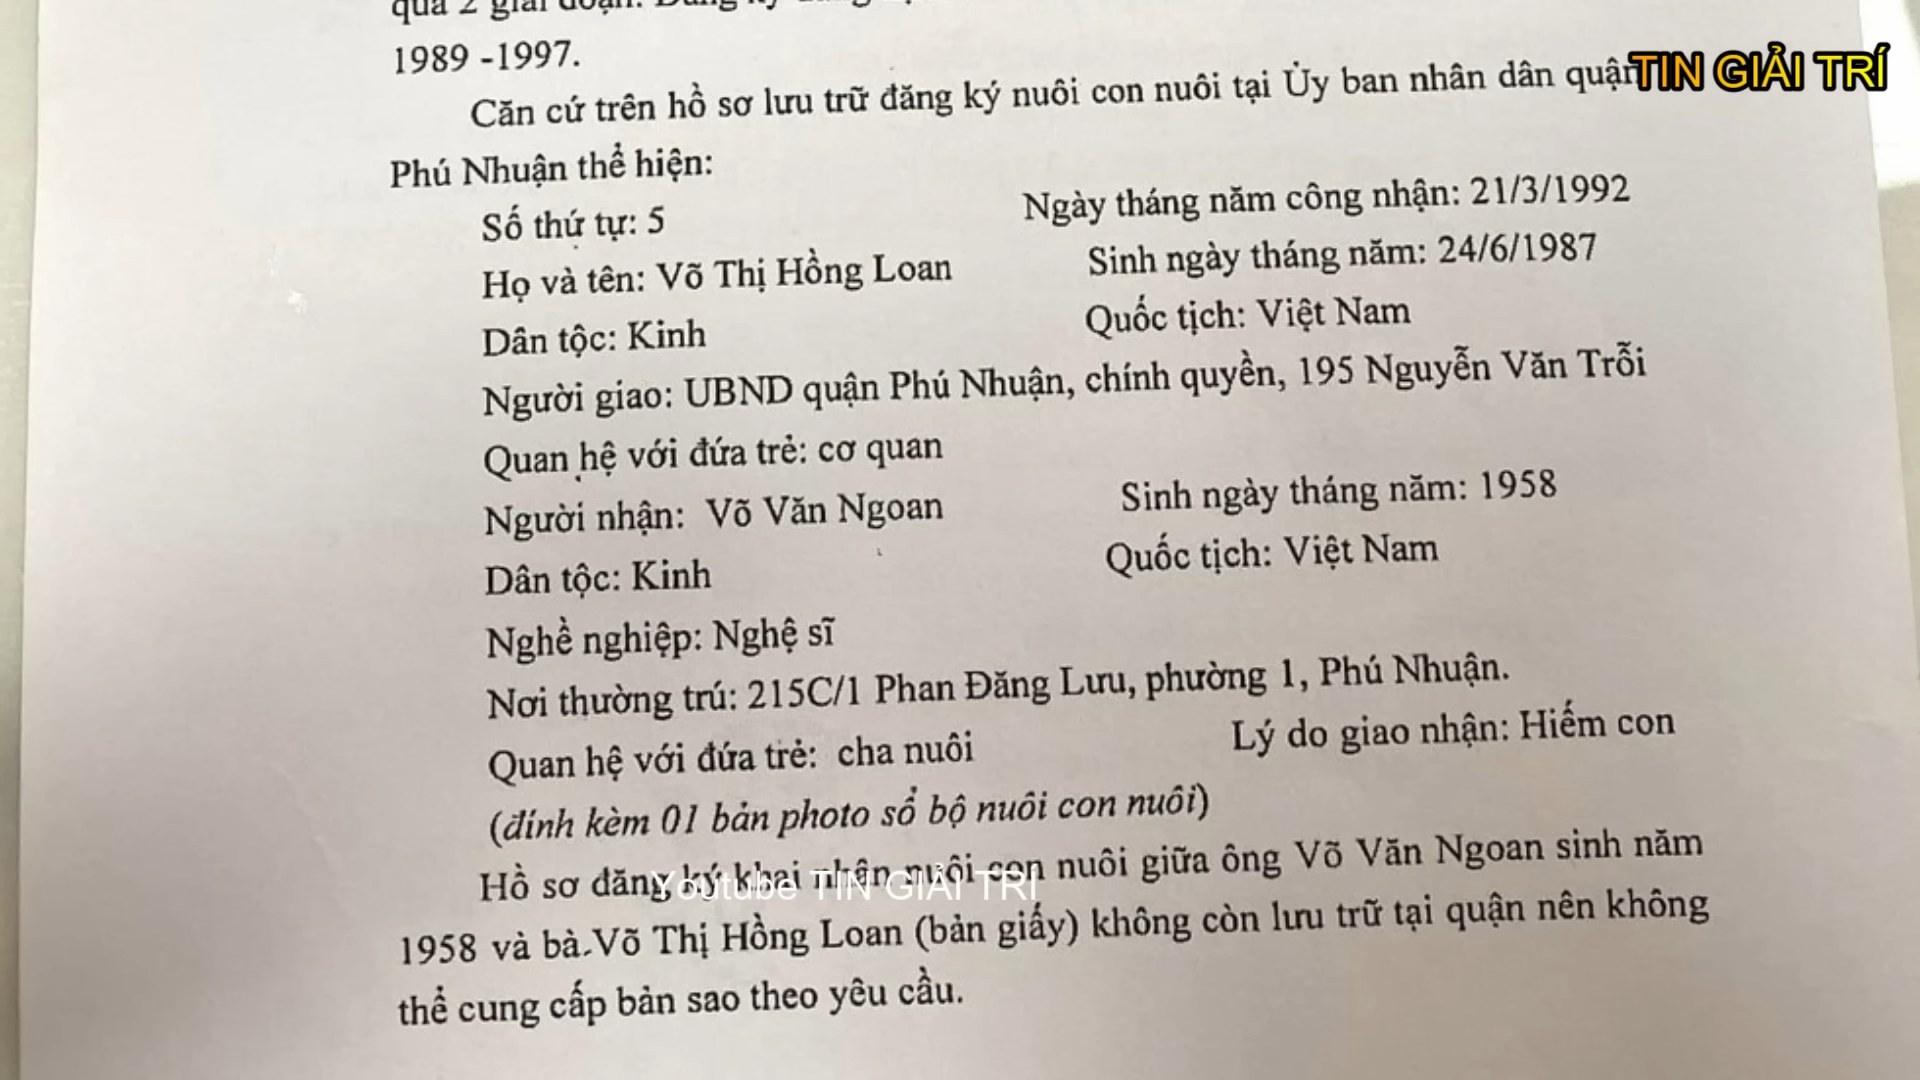 qua 2 giai đoạn.
1989 -1997.
TIN GIẢI TRÍ
Căn cứ trên hồ sơ lưu trữ đăng ký nuôi con nuôi tại Ủy ban nhân dân quận
Phú Nhuận thể hiện:
Số thứ tự: 5 Ngày tháng năm công nhận: 21/3/1992
Họ và tên: Võ Thị Hồng Loan Sinh ngày tháng năm: 24/6/1987
Dân tộc: Kinh Quốc tịch: Việt Nam
Người giao: UBND quận Phú Nhuận, chính quyền, 195 Nguyễn Văn Trỗi
Quan hệ với đứa trẻ: cơ quan
Người nhận: Võ Văn Ngoan Sinh ngày tháng năm: 1958
Dân tộc: Kinh Quốc tịch: Việt Nam
Nghề nghiệp: Nghệ sĩ
Nơi thường trú: 215C/1 Phan Đăng Lưu, phường 1, Phú Nhuận.
Quan hệ với đứa trẻ: cha nuôi Lý do giao nhận: Hiếm con
(đính kèm 01 bản photo sổ bộ nuôi con nuôi)
Hồ sơ đăng ký khai nhận nuôi con nuôi giữa ông Võ Văn Ngoan sinh năm
Youtube TIN GIẢI TRÍ
1958 và bà Võ Thị Hồng Loan (bản giấy) không còn lưu trữ tại quận nên không
thể cung cấp bản sao theo yêu cầu.